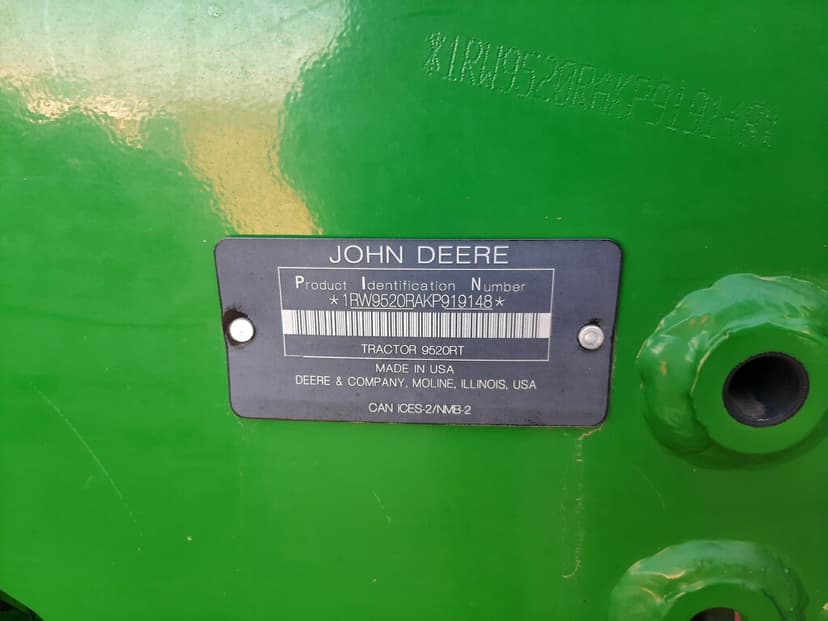 *1RW9520RAKP919148*
JOHN DEERE
Product Identification Number
*1RW9520RAKP919148*
TRACTOR 9520RT
MADE IN USA
DEERE & COMPANY, MOLINE, ILLINOIS, USA
CAN ICES-2/NMB-2